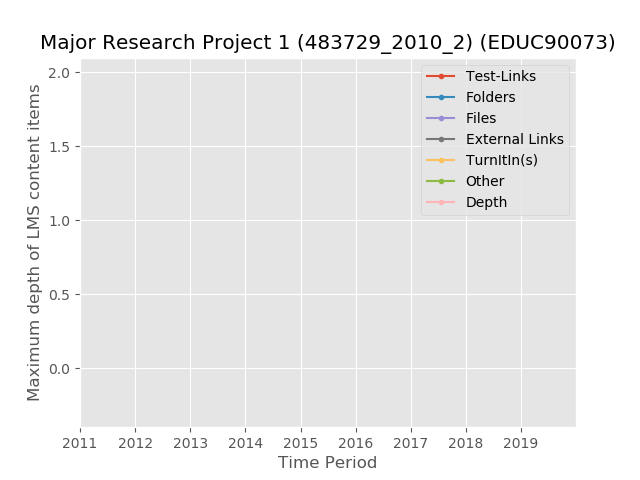 Major Research Project 1 (483729_2010_2) (EDUC90073)
Maximum depth of LMS content items
2.0
1.5
1.0
0.5
0.0
Test-Links
Folders
Files
External Links
TurnItIn(s)
Other
Depth
2011 2012 2013 2014 2015 2016 2017 2018 2019
Time Period